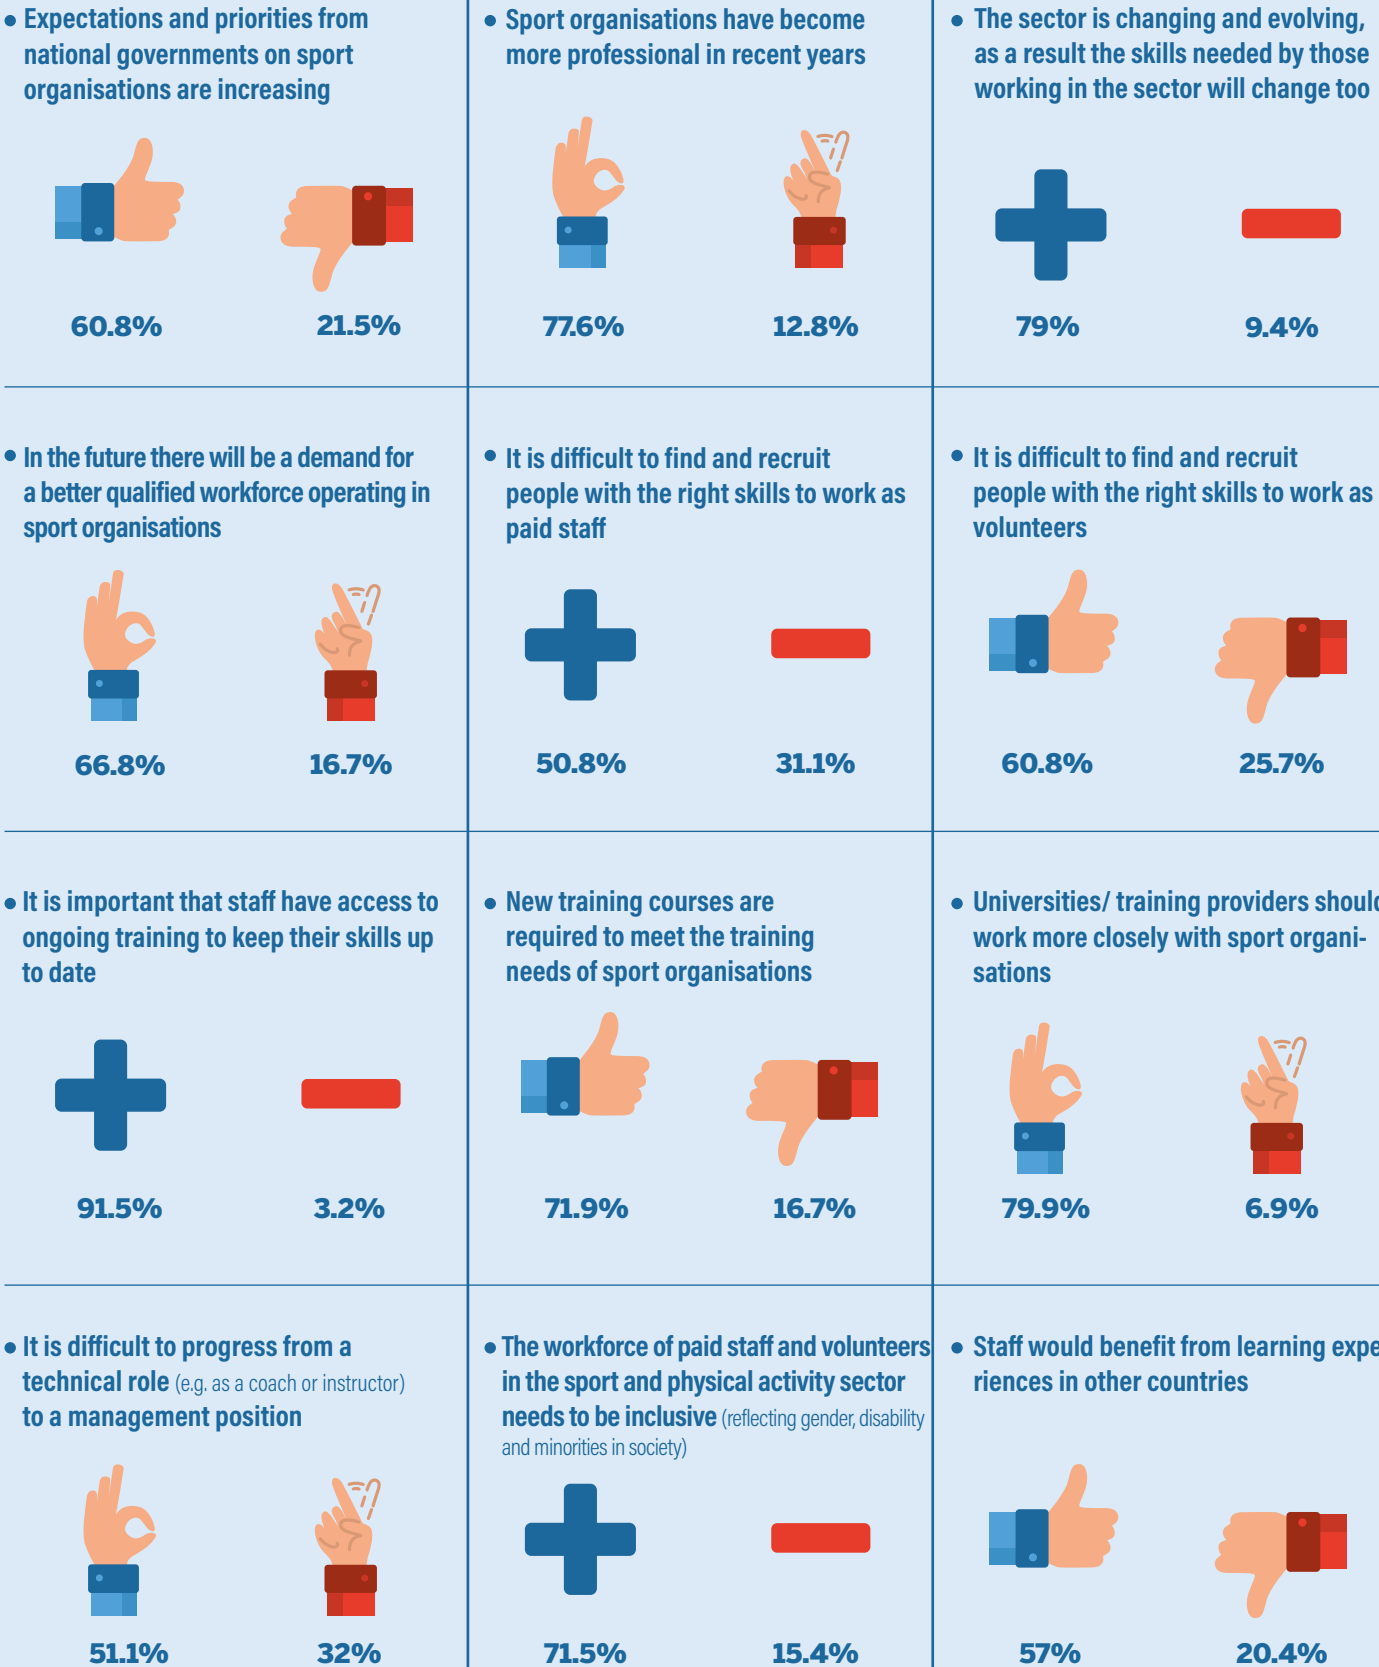 • Expectations and priorities from
national governments on sport
organisations are increasing
60.8% 21.5%
• Sport organisations have become
more professional in recent years
77.6% 12.8%
• The sector is changing and evolving,
as a result the skills needed by those
working in the sector will change too
79% 9.4%
• In the future there will be a demand for
a better qualified workforce operating in
sport organisations
66.8% 16.7%
• It is difficult to find and recruit
people with the right skills to work as
paid staff
50.8% 31.1%
• It is difficult to find and recruit
people with the right skills to work as
volunteers
60.8% 25.7%
• It is important that staff have access to
ongoing training to keep their skills up
to date
91.5% 3.2%
• New training courses are
required to meet the training
needs of sport organisations
71.9% 16.7%
• Universities/ training providers should
work more closely with sport organi-
sations
79.9% 6.9%
• It is difficult to progress from a
technical role (e.g. as a coach or instructor)
to a management position
51.1% 32%
• The workforce of paid staff and volunteers
in the sport and physical activity sector
needs to be inclusive (reflecting gender, disability
and minorities in society)
71.5% 15.4%
• Staff would benefit from learning expe
riences in other countries
57% 20.4%